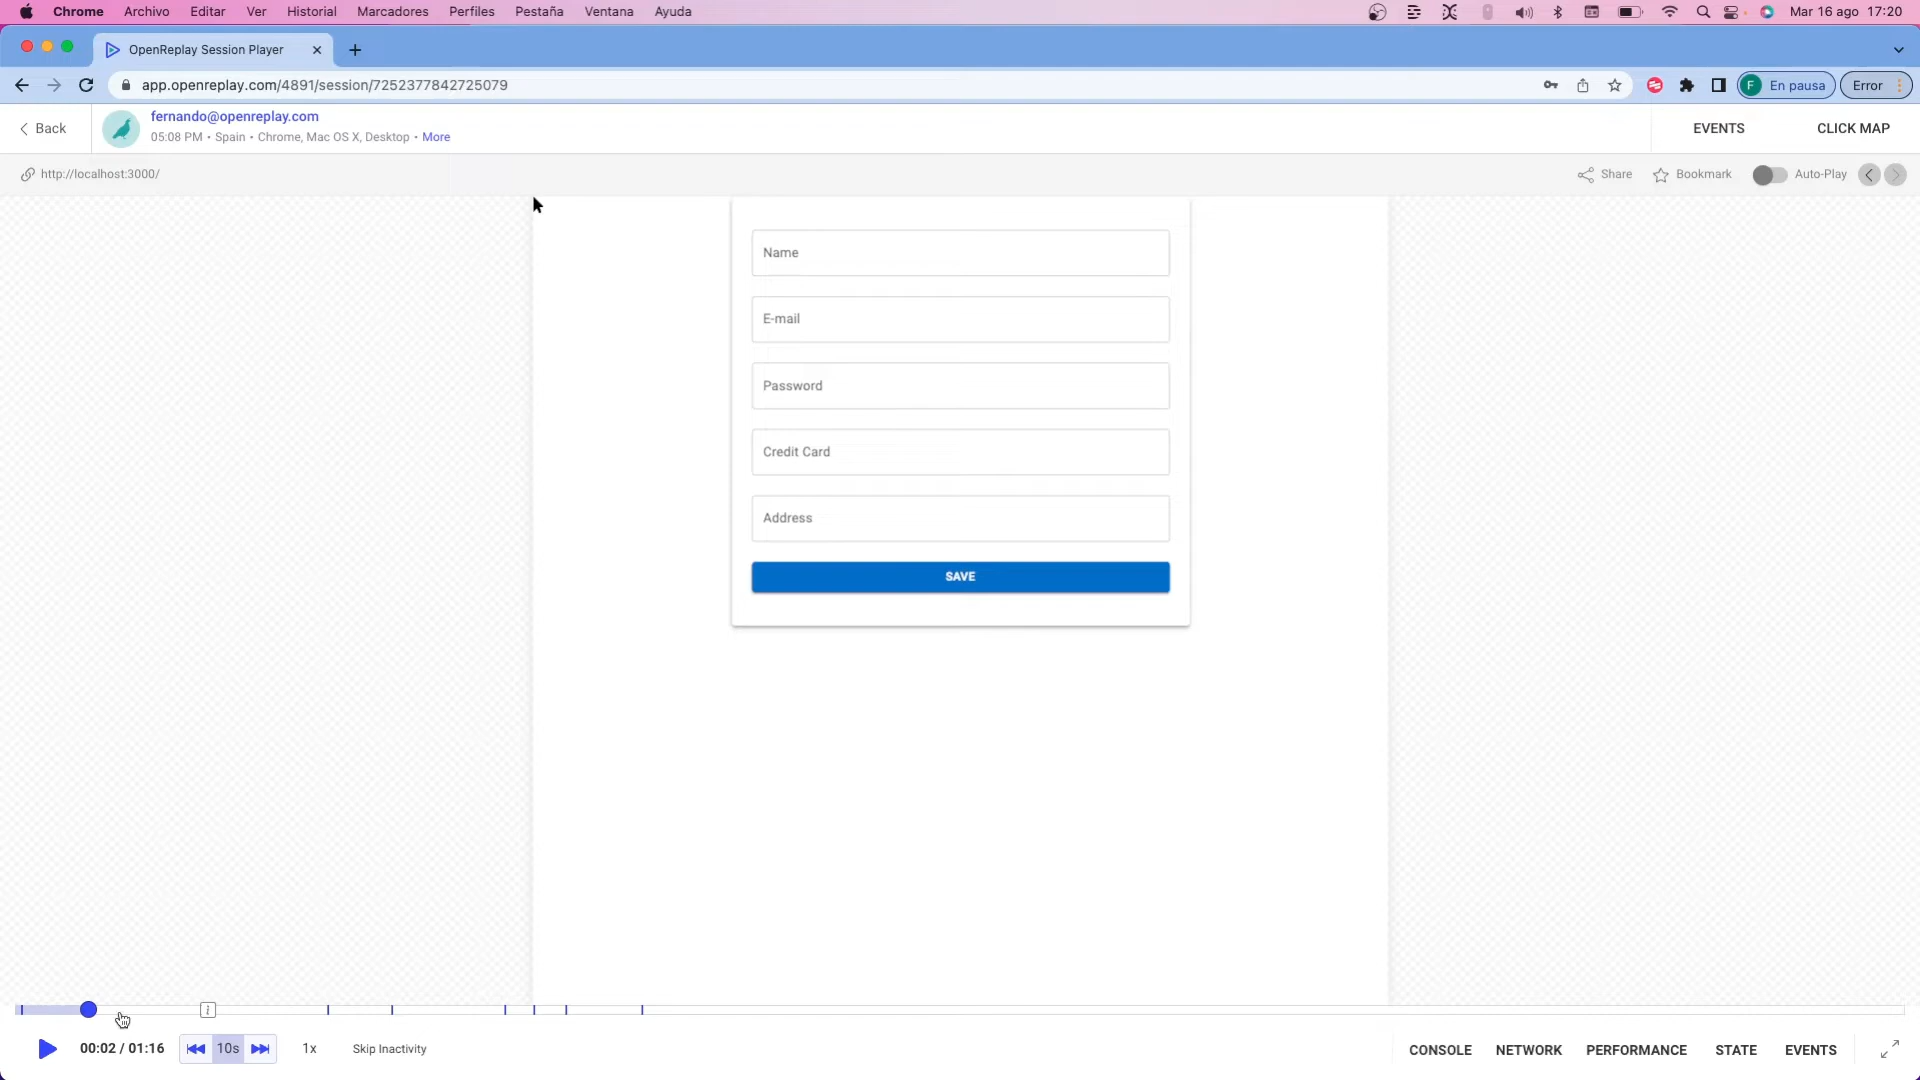 Chrome Archivo Editar Ver Historial Marcadores Perfiles Pestaña Ventana Ayuda Mar 16 ago 17:20
OpenReplay Session Player
app.openreplay.com/4891/session/7252377842725079 F En pausa Error
Back
fernando@openreplay.com
05:08 PM • Spain • Chrome, Mac OS X, Desktop • More
EVENTS CLICK MAP
http://localhost:3000/ Share Bookmark Auto-Play
Name
E-mail
Password
Credit Card
Address
SAVE
i
00:02 / 01:16 10s 1x Skip Inactivity CONSOLE NETWORK PERFORMANCE STATE EVENTS